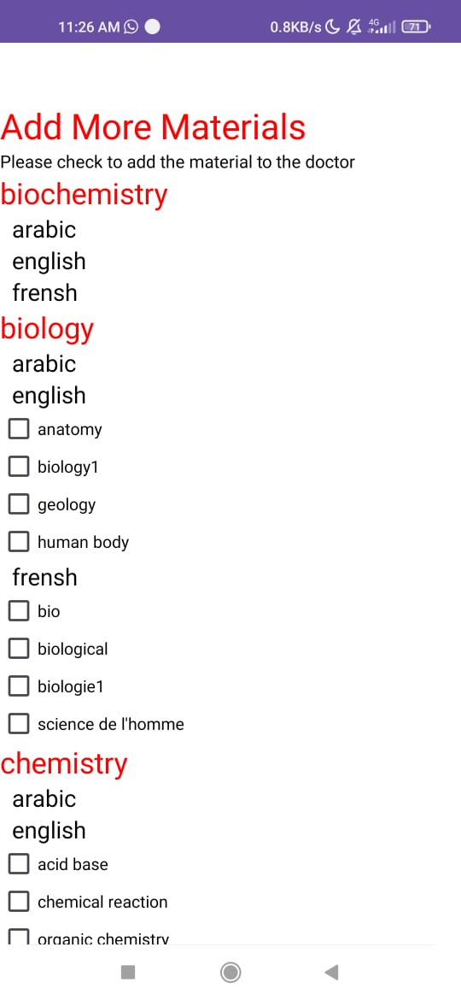 11:26 AM 0.8KB/s 4G 71
Add More Materials
Please check to add the material to the doctor
biochemistry
arabic
english
frensh
biology
arabic
english
anatomy
biology1
geology
human body
frensh
bio
biological
biologie1
science de l'homme
chemistry
arabic
english
acid base
chemical reaction
organic chemistry